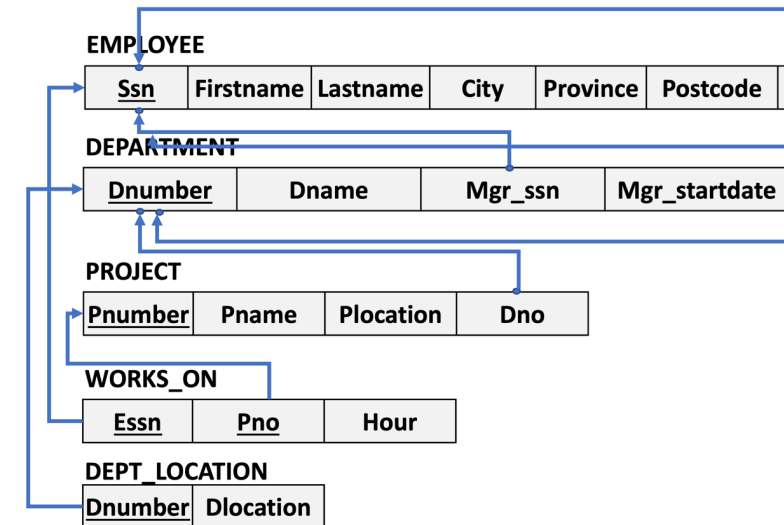 EMPLOYEE
Ssn Firstname Lastname City Province Postcode
DEPARTMENT
Dnumber Dname Mgr_ssn Mgr_startdate
PROJECT
Pnumber Pname Plocation Dno
WORKS_ON
Essn Pno Hour
DEPT_LOCATION
Dnumber Dlocation